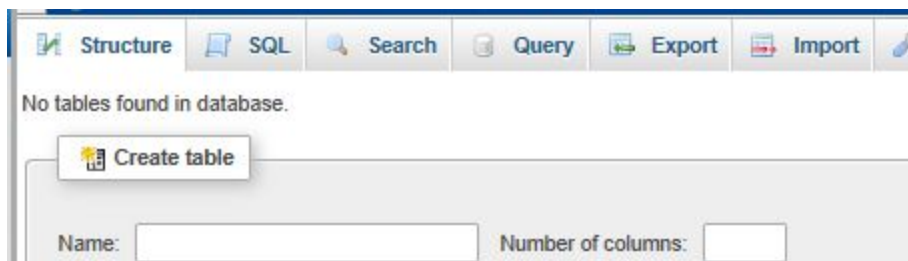 Structure SQL Search Query Export Import
No tables found in database.
Create table
Name: Number of columns: